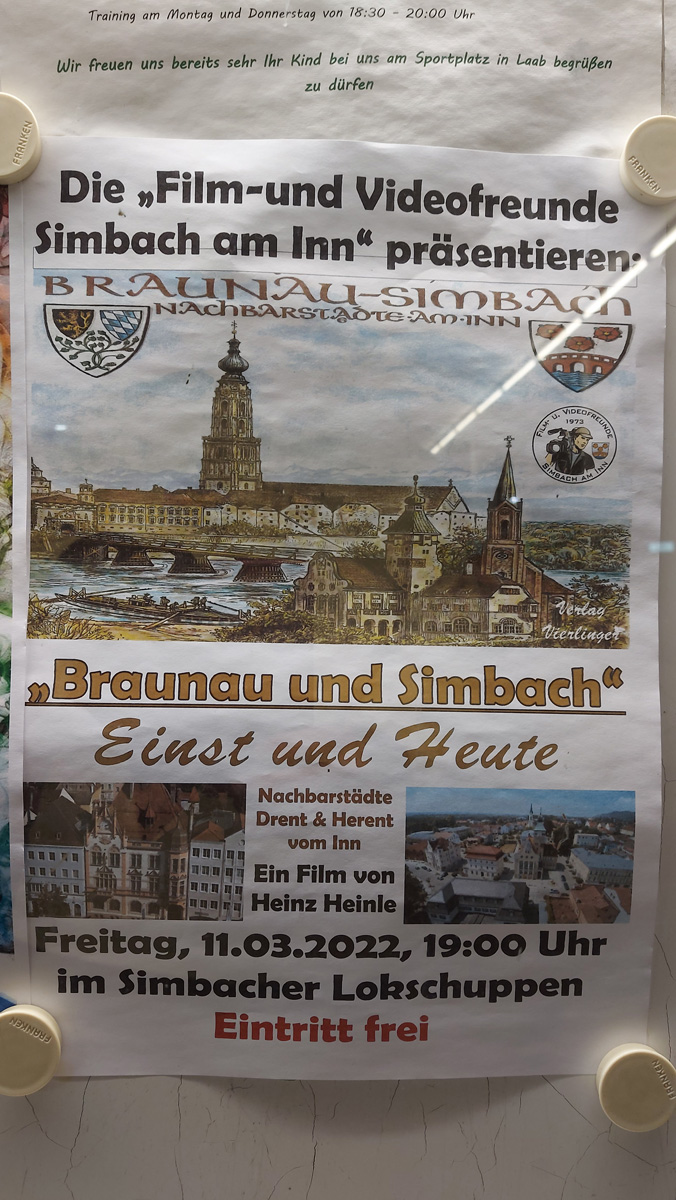 Training am Montag und Donnerstag von 18:30 - 20:00 Uhr
Wir freuen uns bereits sehr Ihr Kind bei uns am Sportplatz in Laab begrüßen
zu dürfen
FRANKEN
FRANKEN
Die „Film-und Videofreunde
Simbach am Inn“ präsentieren:
BRAUNAU-SIMBACH
NACHBARSTÄDTE·AM·INN
FILM- U. VIDEOFREUNDE
1973
SIMBACH AM INN
Verlag
Vierlinger
„Braunau und Simbach“
Einst und Heute
Nachbarstädte
Drent & Herent
vom Inn
Ein Film von
Heinz Heinle
Freitag, 11.03.2022, 19:00 Uhr
im Simbacher Lokschuppen
Eintritt frei
FRANKEN
FRANKEN